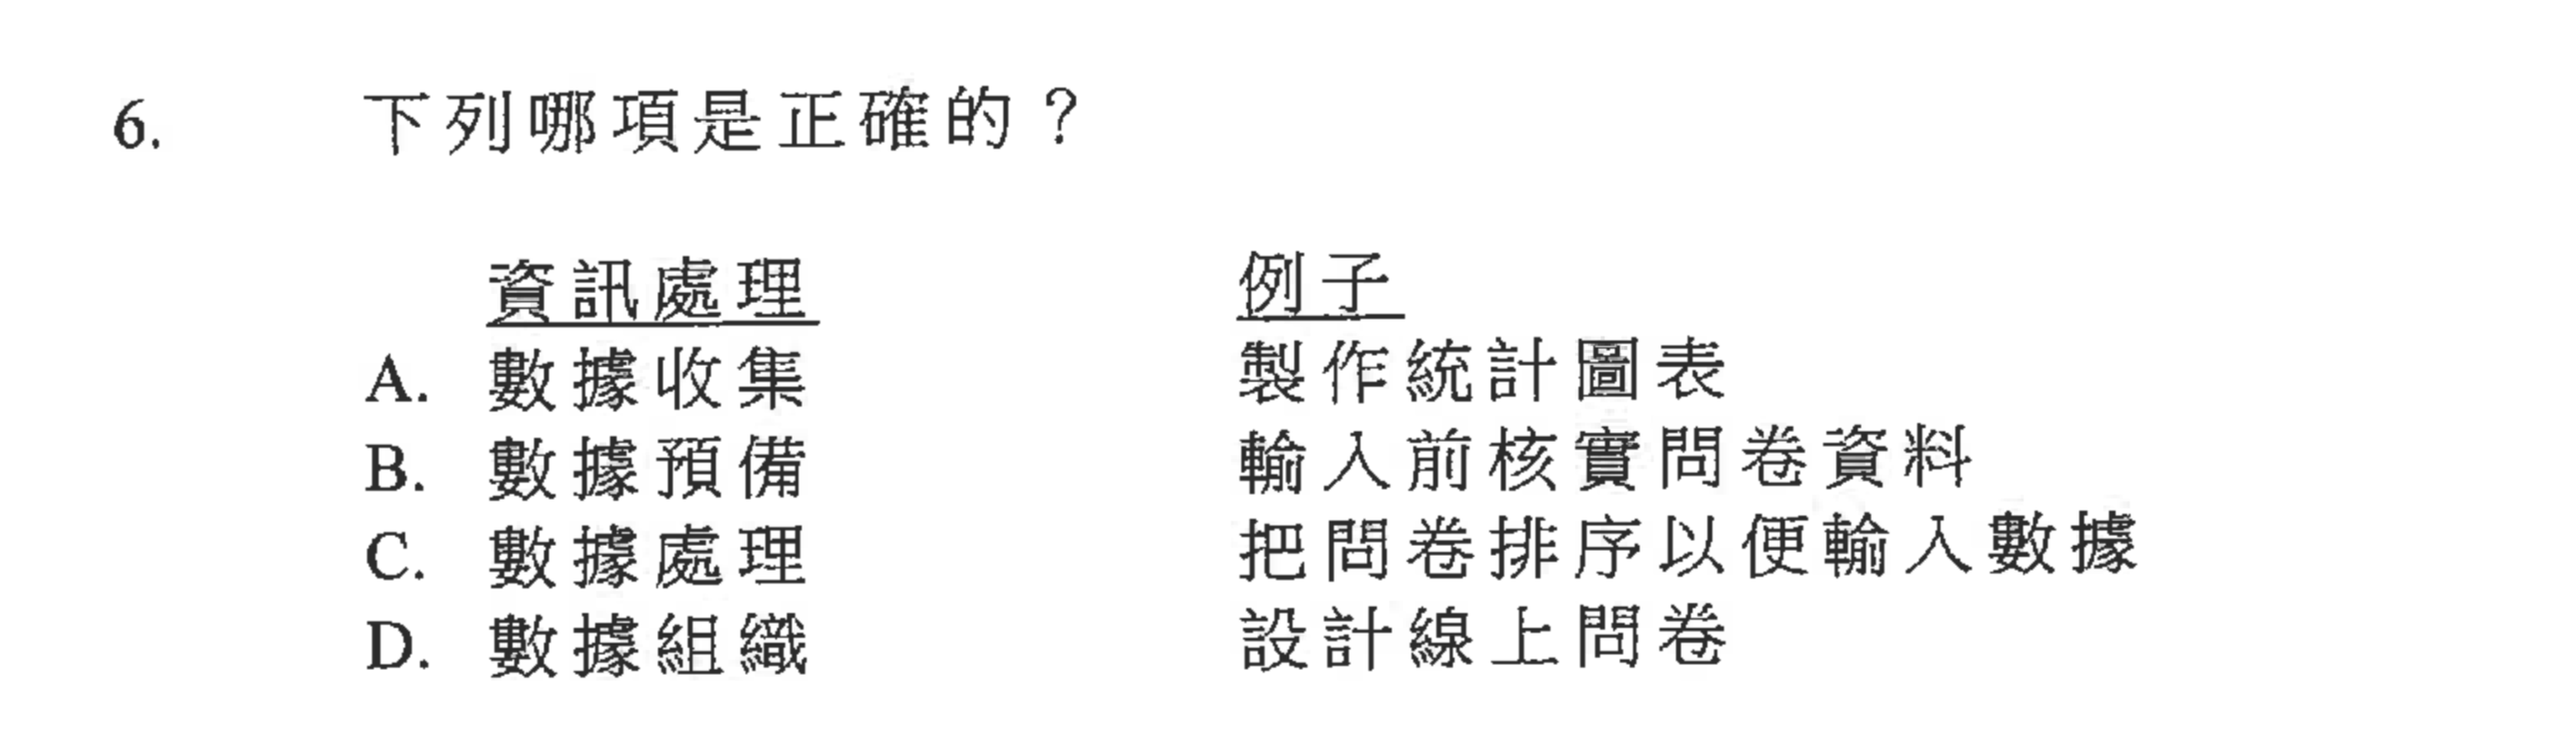 6. 下列哪項是正確的？
資訊處理 例子
A. 數據收集 製作統計圖表
B. 數據預備 輸入前核實問卷資料
C. 數據處理 把問卷排序以便輸入數據
D. 數據組織 設計線上問卷